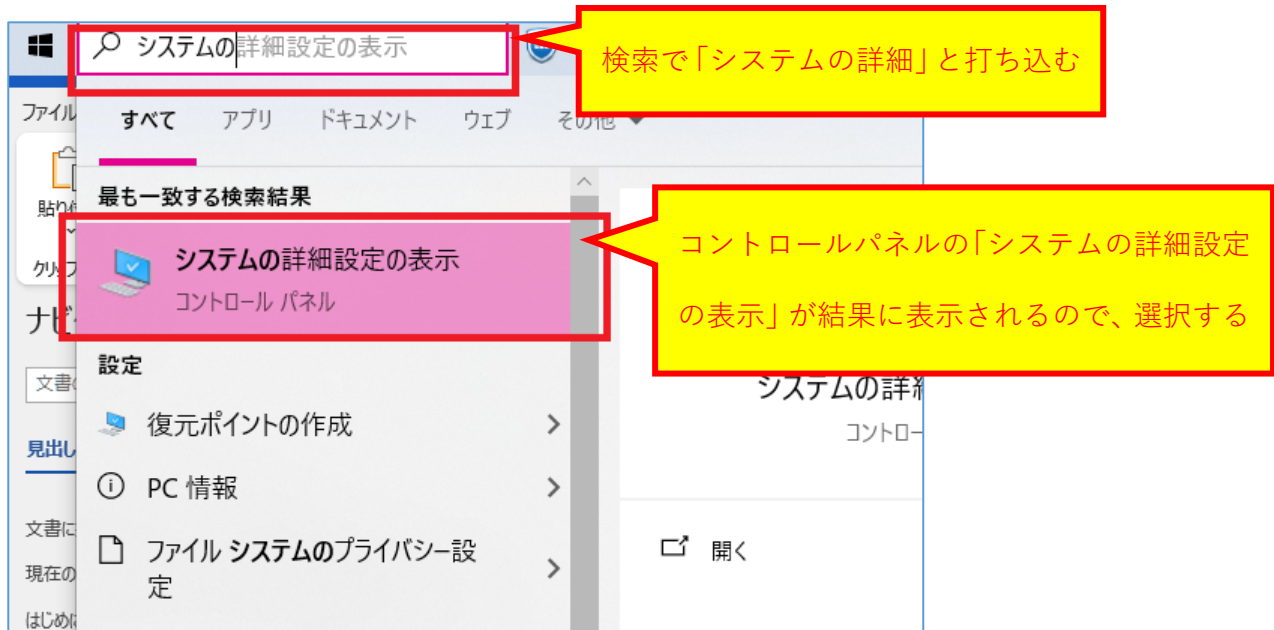 システムの詳細設定の表示
検索で「システムの詳細」と打ち込む
ファイル
すべて アプリ ドキュメント ウェブ その他
最も一致する検索結果
システムの詳細設定の表示
コントロール パネル
コントロールパネルの「システムの詳細設定
の表示」が結果に表示されるので、選択する
ナビ
設定
復元ポイントの作成
見出し
PC 情報
文書に
ファイル システムのプライバシー設
定
現在の
はじめに
システムの詳細
コントロー
開く